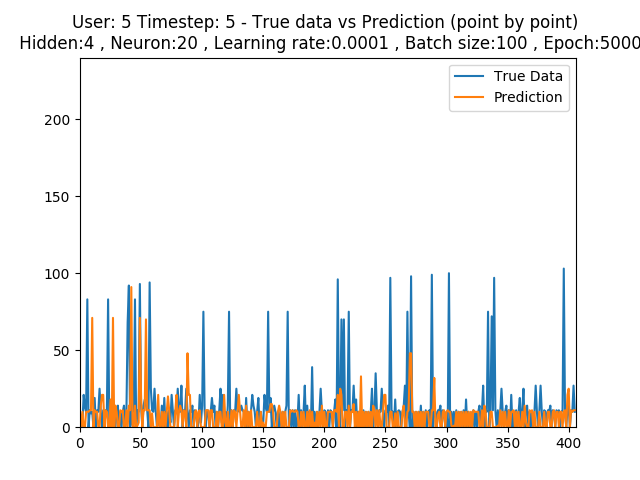 User: 5 Timestep: 5 - True data vs Prediction (point by point)
Hidden:4 , Neuron:20 , Learning rate:0.0001 , Batch size:100 , Epoch:5000
True Data
Prediction
200
150
100
50
0
0 50 100 150 200 250 300 350 400